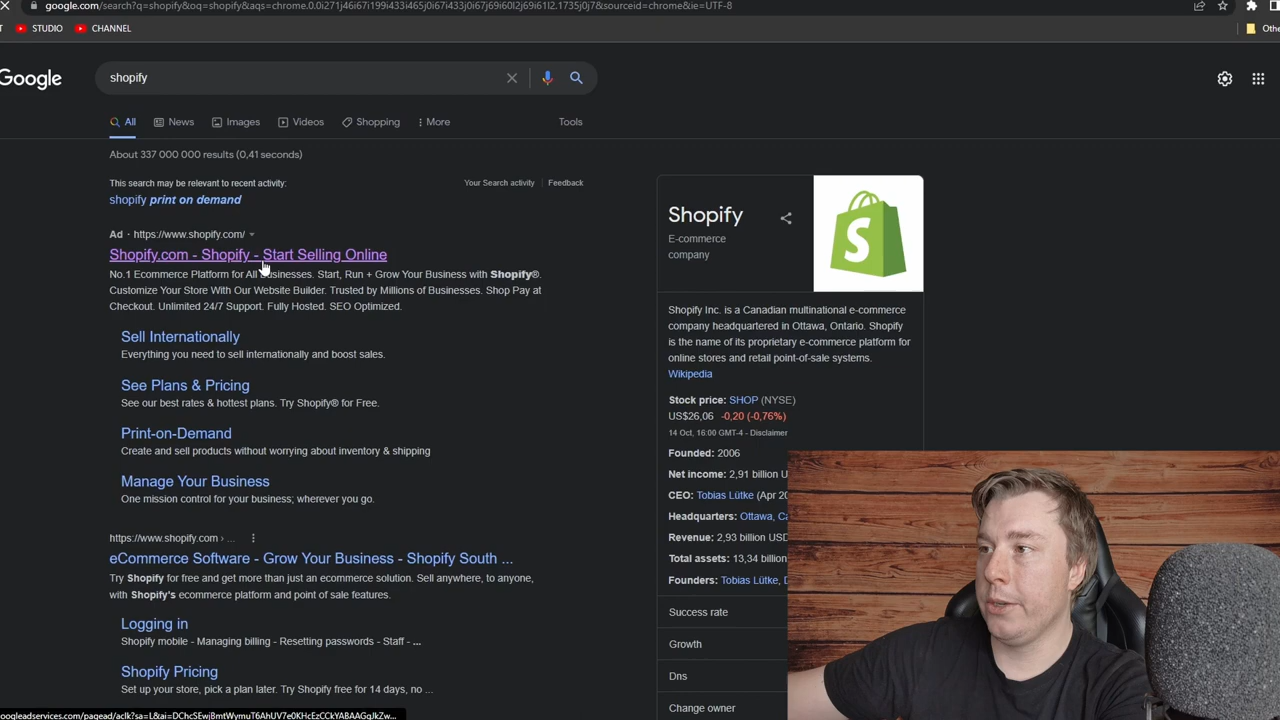 google.com/search?q=shopify&oq=shopify&aqs=chrome.0.0i271j46i67i199i433i465j0i67i433j0i67j69i60l2j69i61l2.1735j0j7&sourceid=chrome&ie=UTF-8
STUDIO
CHANNEL
Google
shopify
All
News
Images
Videos
Shopping
More
Tools
About 337 000 000 results (0,41 seconds)
This search may be relevant to recent activity:
Your Search activity
Feedback
shopify print on demand
Ad · https://www.shopify.com/
Shopify.com - Shopify - Start Selling Online
No.1 Ecommerce Platform for All Businesses. Start, Run + Grow Your Business with Shopify®.
Customize Your Store With Our Website Builder. Trusted by Millions of Businesses. Shop Pay at
Checkout. Unlimited 24/7 Support. Fully Hosted. SEO Optimized.
Sell Internationally
Everything you need to sell internationally and boost sales.
See Plans & Pricing
See our best rates & hottest plans. Try Shopify® for Free.
Print-on-Demand
Create and sell products without worrying about inventory & shipping
Manage Your Business
One mission control for your business; wherever you go.
https://www.shopify.com › ...
eCommerce Software - Grow Your Business - Shopify South ...
Try Shopify for free and get more than just an ecommerce solution. Sell anywhere, to anyone,
with Shopify's ecommerce platform and point of sale features.
Logging in
Shopify mobile - Managing billing - Resetting passwords - Staff - ...
Shopify Pricing
Set up your store, pick a plan later. Try Shopify free for 14 days, no ...
Shopify
E-commerce
company
S
Shopify Inc. is a Canadian multinational e-commerce
company headquartered in Ottawa, Ontario. Shopify
is the name of its proprietary e-commerce platform for
online stores and retail point-of-sale systems.
Wikipedia
Stock price: SHOP (NYSE)
US$26,06 -0,20 (-0,76%)
14 Oct, 16:00 GMT-4 - Disclaimer
Founded: 2006
Net income: 2,91 billion U
CEO: Tobias Lütke (Apr 20
Headquarters: Ottawa, Ca
Revenue: 2,93 billion USD
Total assets: 13,34 billion
Founders: Tobias Lütke, D
Success rate
Growth
Dns
Change owner